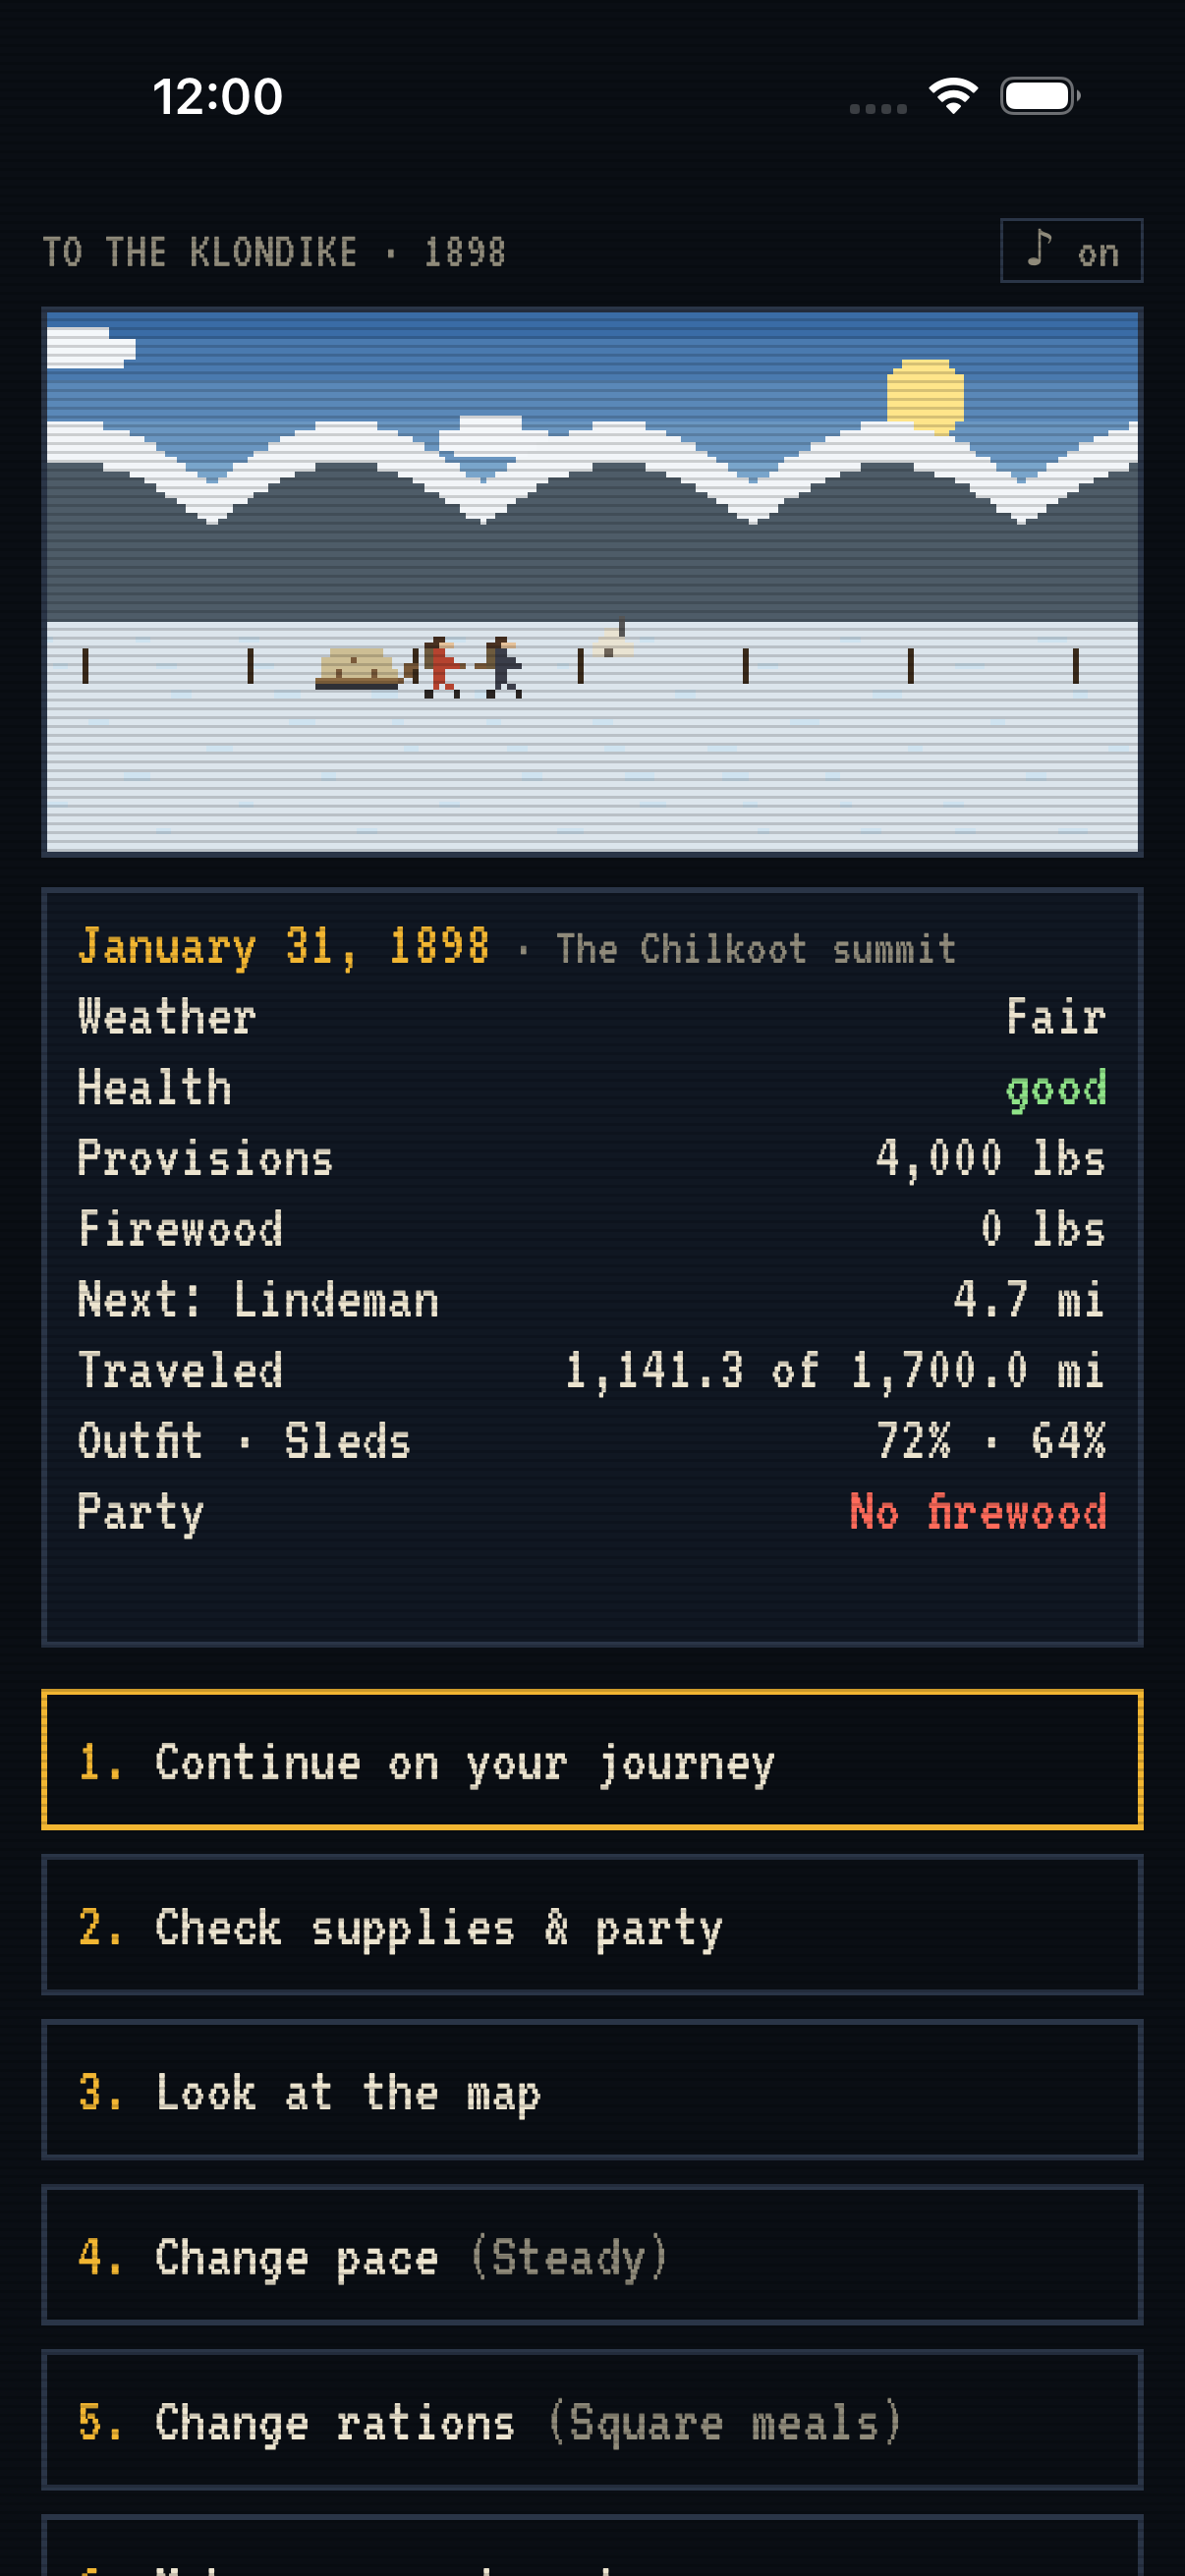 12:00
TO THE KLONDIKE · 1898 ♪ on
January 31, 1898 · The Chilkoot summit
Weather Fair
Health good
Provisions 4,000 lbs
Firewood 0 lbs
Next: Lindeman 4.7 mi
Traveled 1,141.3 of 1,700.0 mi
Outfit · Sleds 72% · 64%
Party No firewood
1. Continue on your journey
2. Check supplies & party
3. Look at the map
4. Change pace (Steady)
5. Change rations (Square meals)